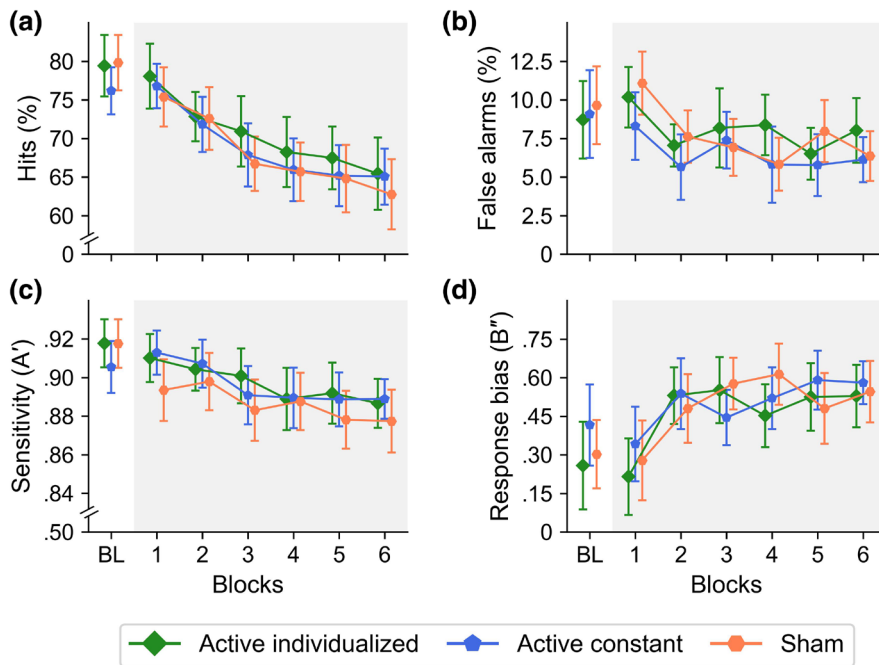 (a)
Hits (%)
80
75
70
65
60
0
(b)
False alarms (%)
12.5
10.0
7.5
5.0
2.5
0
(c)
Sensitivity (A′)
.92
.90
.88
.86
.84
.50
BL 1 2 3 4 5 6
Blocks
(d)
Response bias (B″)
.75
.60
.45
.30
.15
0
BL 1 2 3 4 5 6
Blocks
Active individualized Active constant Sham